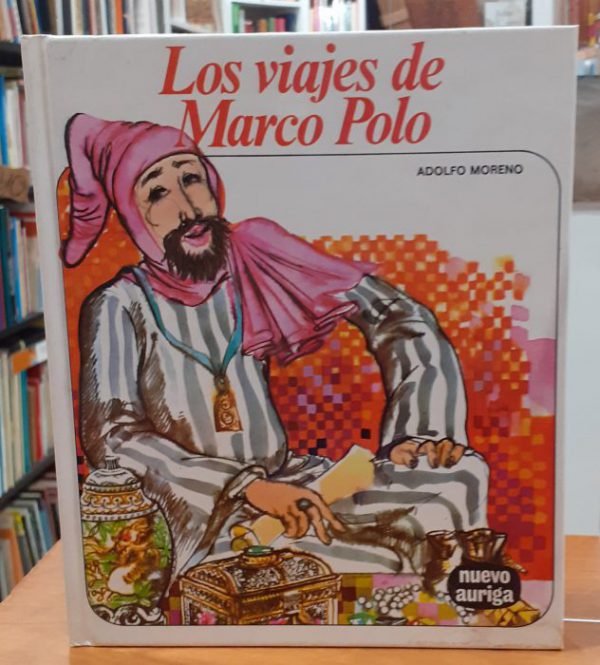 Los viajes de
Marco Polo
ADOLFO MORENO
nuevo
auriga